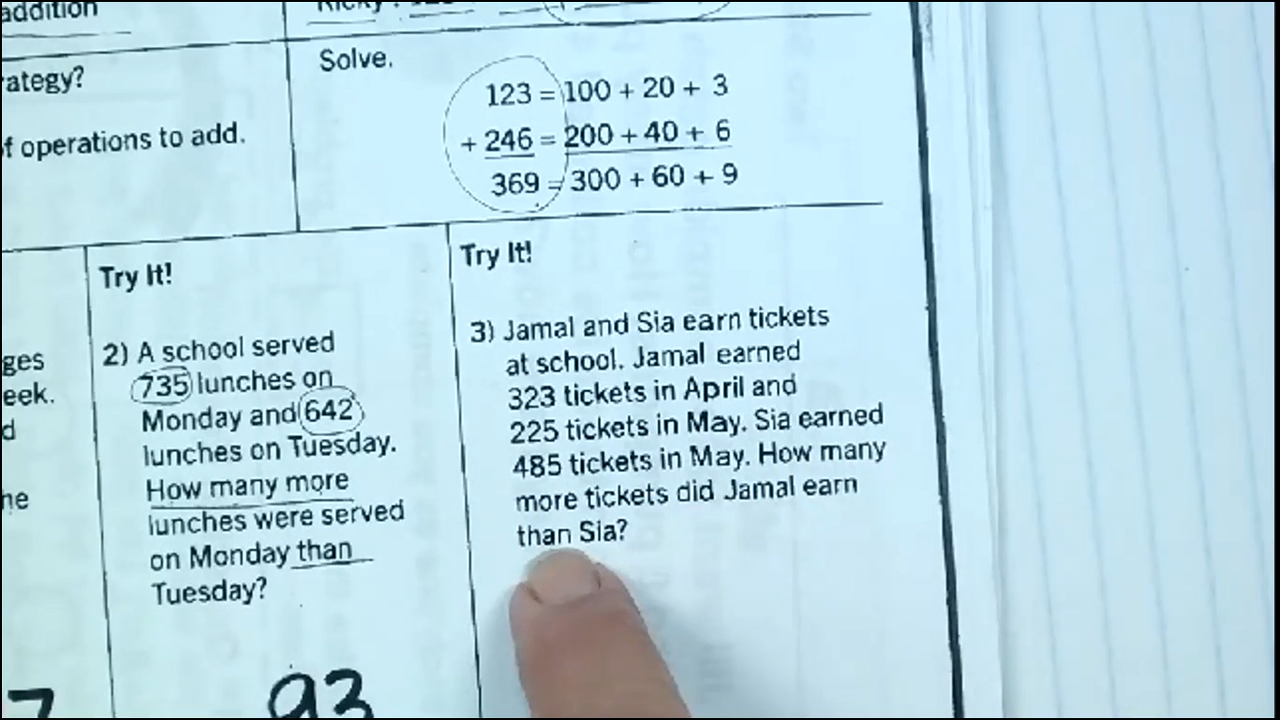 addition
Solve.
rategy?
123 = 100 + 20 + 3
f operations to add.
+ 246 = 200 + 40 + 6
369 = 300 + 60 + 9
Try It!
Try It!
ges
eek.
d
he
2) A school served
735 lunches on
Monday and 642
lunches on Tuesday.
How many more
lunches were served
on Monday than
Tuesday?
3) Jamal and Sia earn tickets
at school. Jamal earned
323 tickets in April and
225 tickets in May. Sia earned
485 tickets in May. How many
more tickets did Jamal earn
than Sia?
7
93